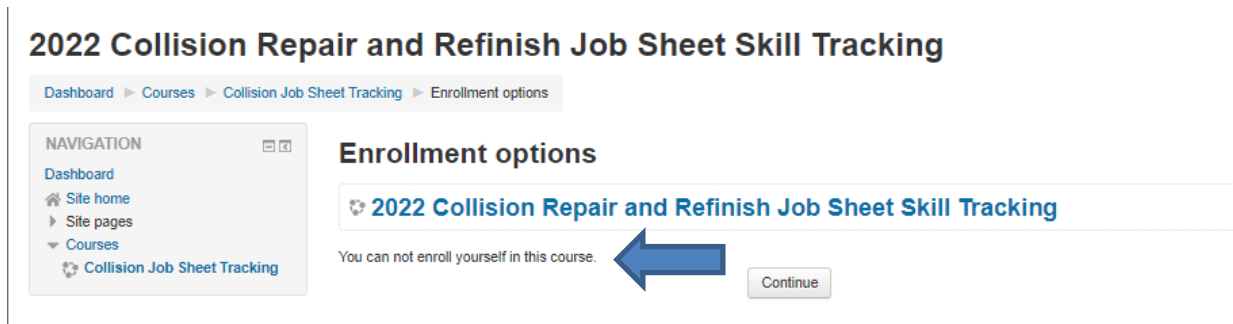 2022 Collision Repair and Refinish Job Sheet Skill Tracking
Dashboard Courses Collision Job Sheet Tracking Enrollment options
NAVIGATION
Dashboard
Site home
Site pages
Courses
Collision Job Sheet Tracking
Enrollment options
2022 Collision Repair and Refinish Job Sheet Skill Tracking
You can not enroll yourself in this course.
Continue